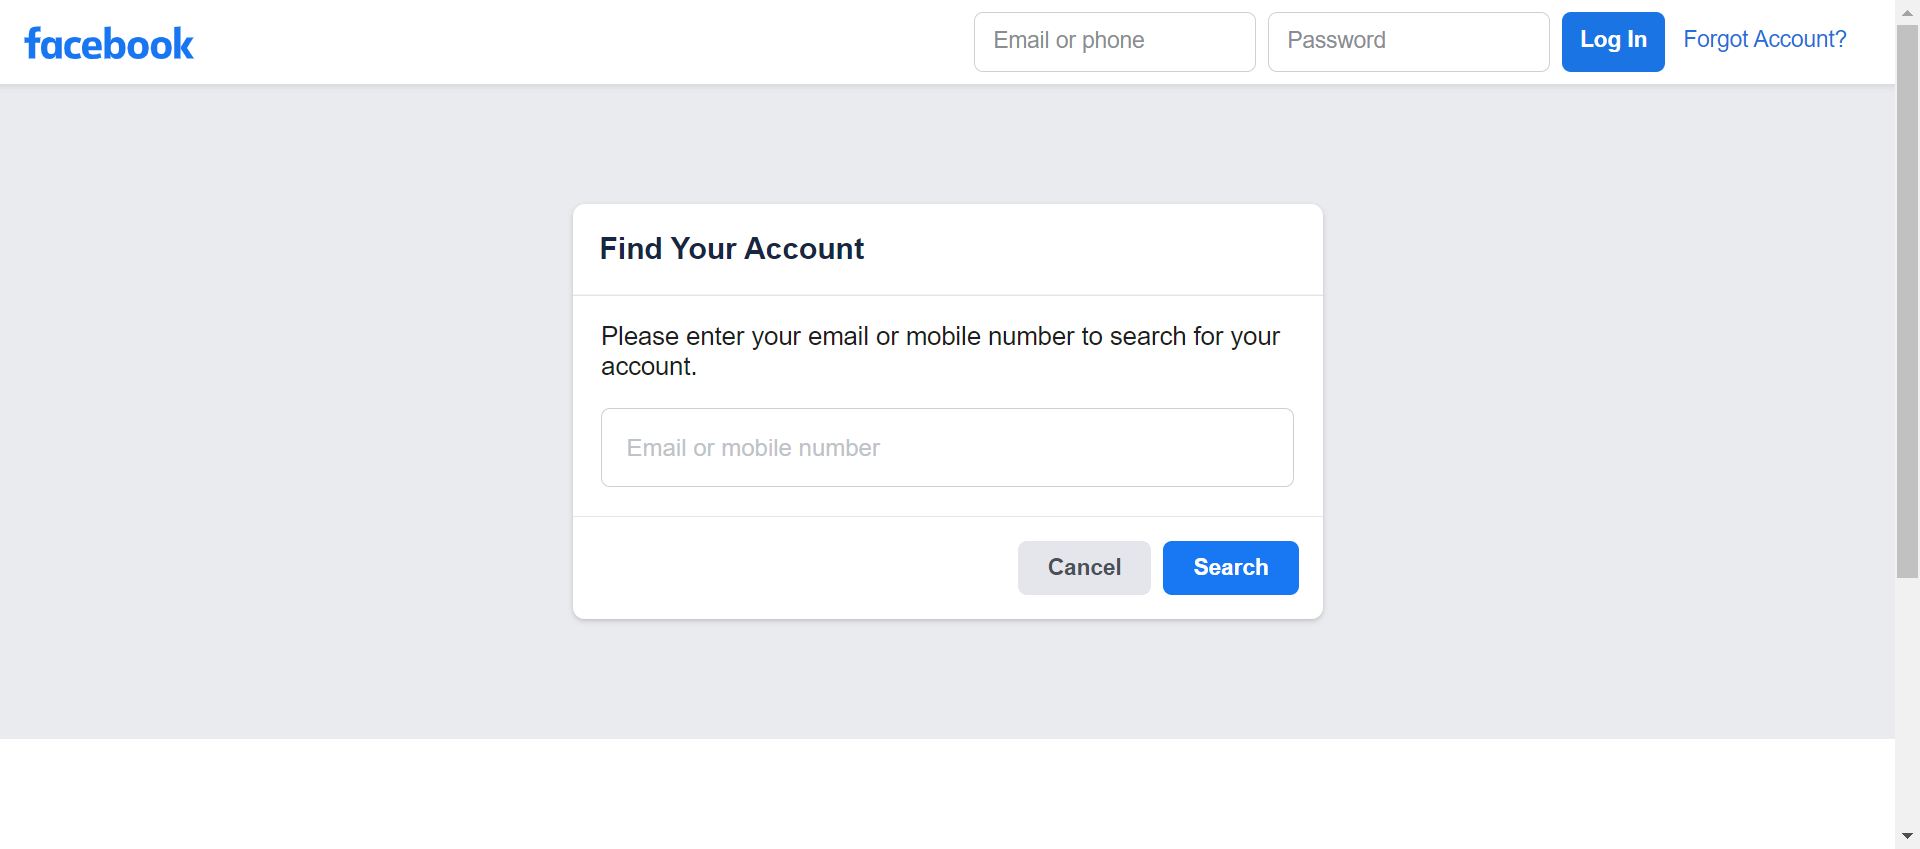 facebook
Email or phone
Password
Log In
Forgot Account?
Find Your Account
Please enter your email or mobile number to search for your
account.
Email or mobile number
Cancel
Search